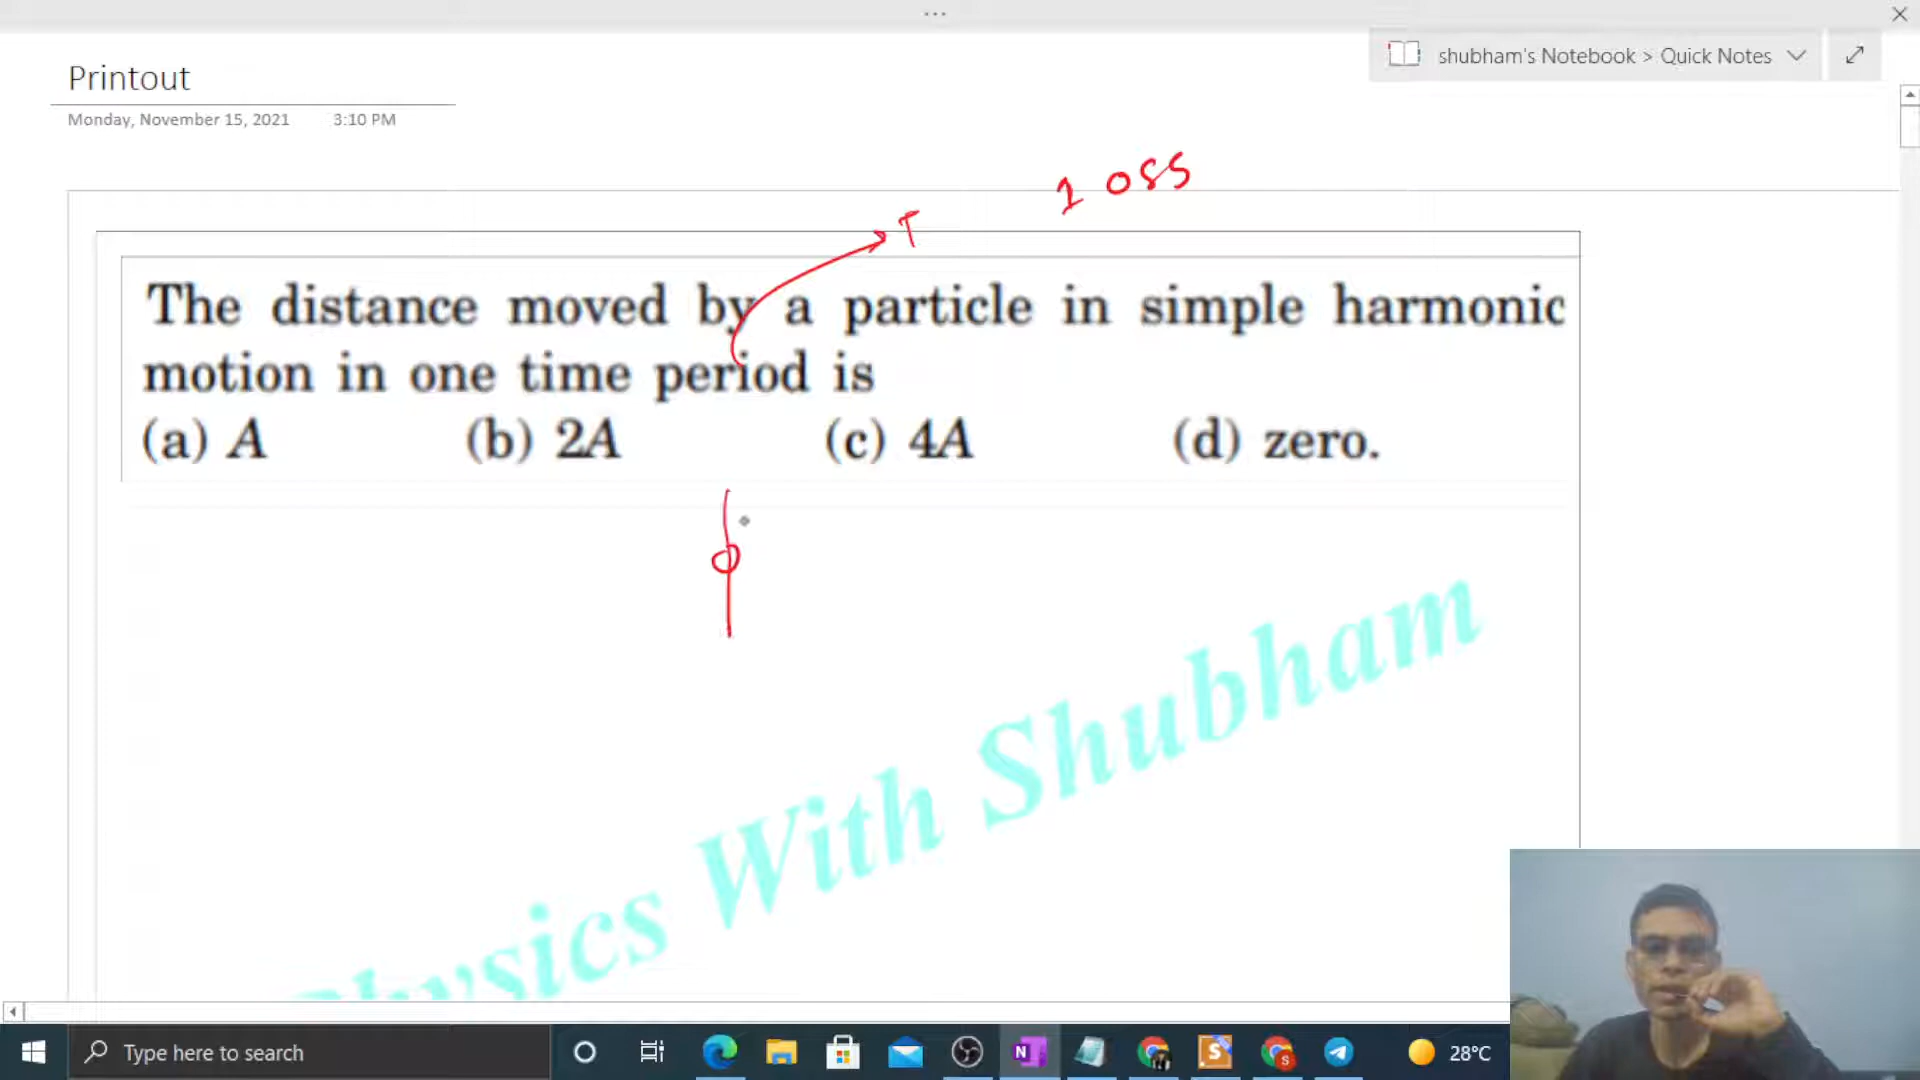 ...
shubham's Notebook > Quick Notes
Printout
Monday, November 15, 2021 3:10 PM
1 oss
T
The distance moved by a particle in simple harmonic
motion in one time period is
(a) A (b) 2A (c) 4A (d) zero.
Physics With Shubham
Type here to search
N
S
S
28°C